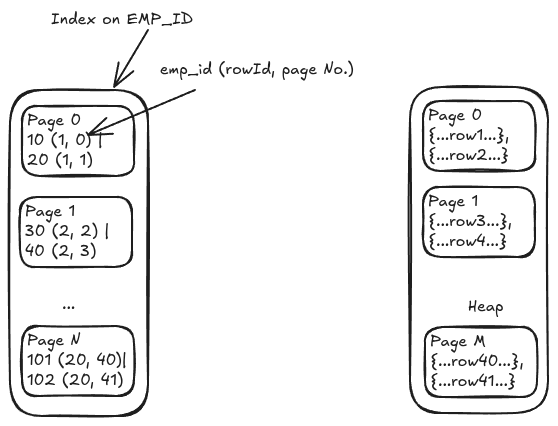 Index on EMP_ID
emp_id (rowId, page No.)
Page 0
10 (1, 0) |
20 (1, 1)
Page 1
30 (2, 2) |
40 (2, 3)
...
Page N
101 (20, 40)|
102 (20, 41)
Page 0
{...row1...},
{...row2...}
Page 1
{...row3...},
{...row4...}
Heap
Page M
{...row40...},
{...row41...}